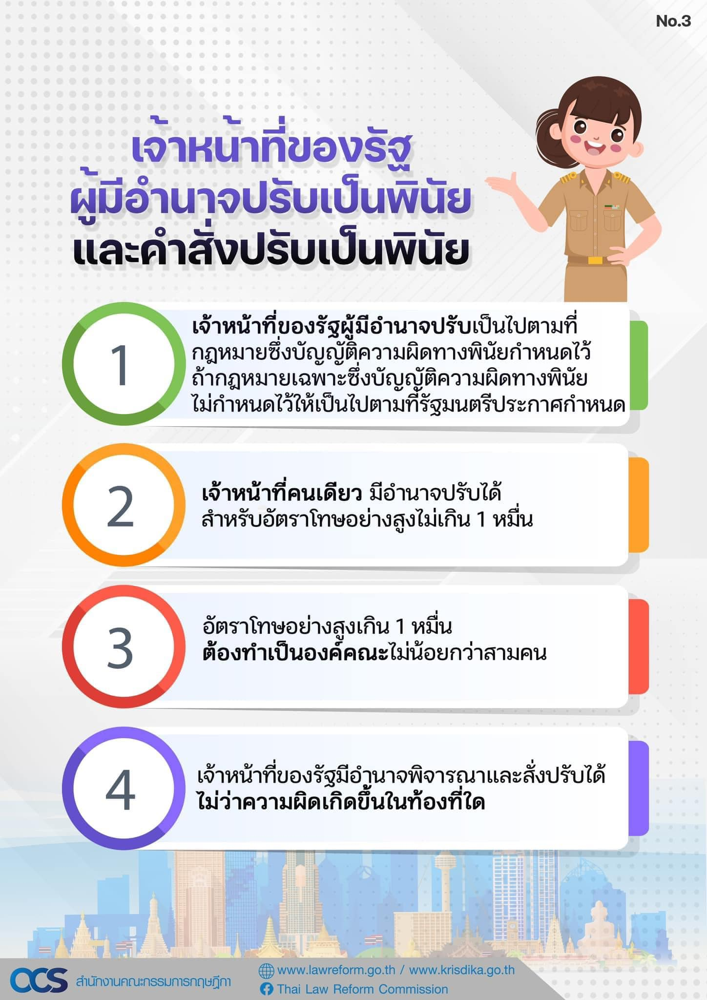 No.3
เจ้าหน้าที่ของรัฐ
ผู้มีอำนาจปรับเป็นพินัย
และคำสั่งปรับเป็นพินัย
1
เจ้าหน้าที่ของรัฐผู้มีอำนาจปรับเป็นไปตามที่
กฎหมายซึ่งบัญญัติความผิดทางพินัยกำหนดไว้
ถ้ากฎหมายเฉพาะซึ่งบัญญัติความผิดทางพินัย
ไม่กำหนดไว้ให้เป็นไปตามที่รัฐมนตรีประกาศกำหนด
2
เจ้าหน้าที่คนเดียว มีอำนาจปรับได้
สำหรับอัตราโทษอย่างสูงไม่เกิน 1 หมื่น
3
อัตราโทษอย่างสูงเกิน 1 หมื่น
ต้องทำเป็นองค์คณะไม่น้อยกว่าสามคน
4
เจ้าหน้าที่ของรัฐมีอำนาจพิจารณาและสั่งปรับได้
ไม่ว่าความผิดเกิดขึ้นในท้องที่ใด
OCS สำนักงานคณะกรรมการกฤษฎีกา
www.lawreform.go.th / www.krisdika.go.th
Thai Law Reform Commission